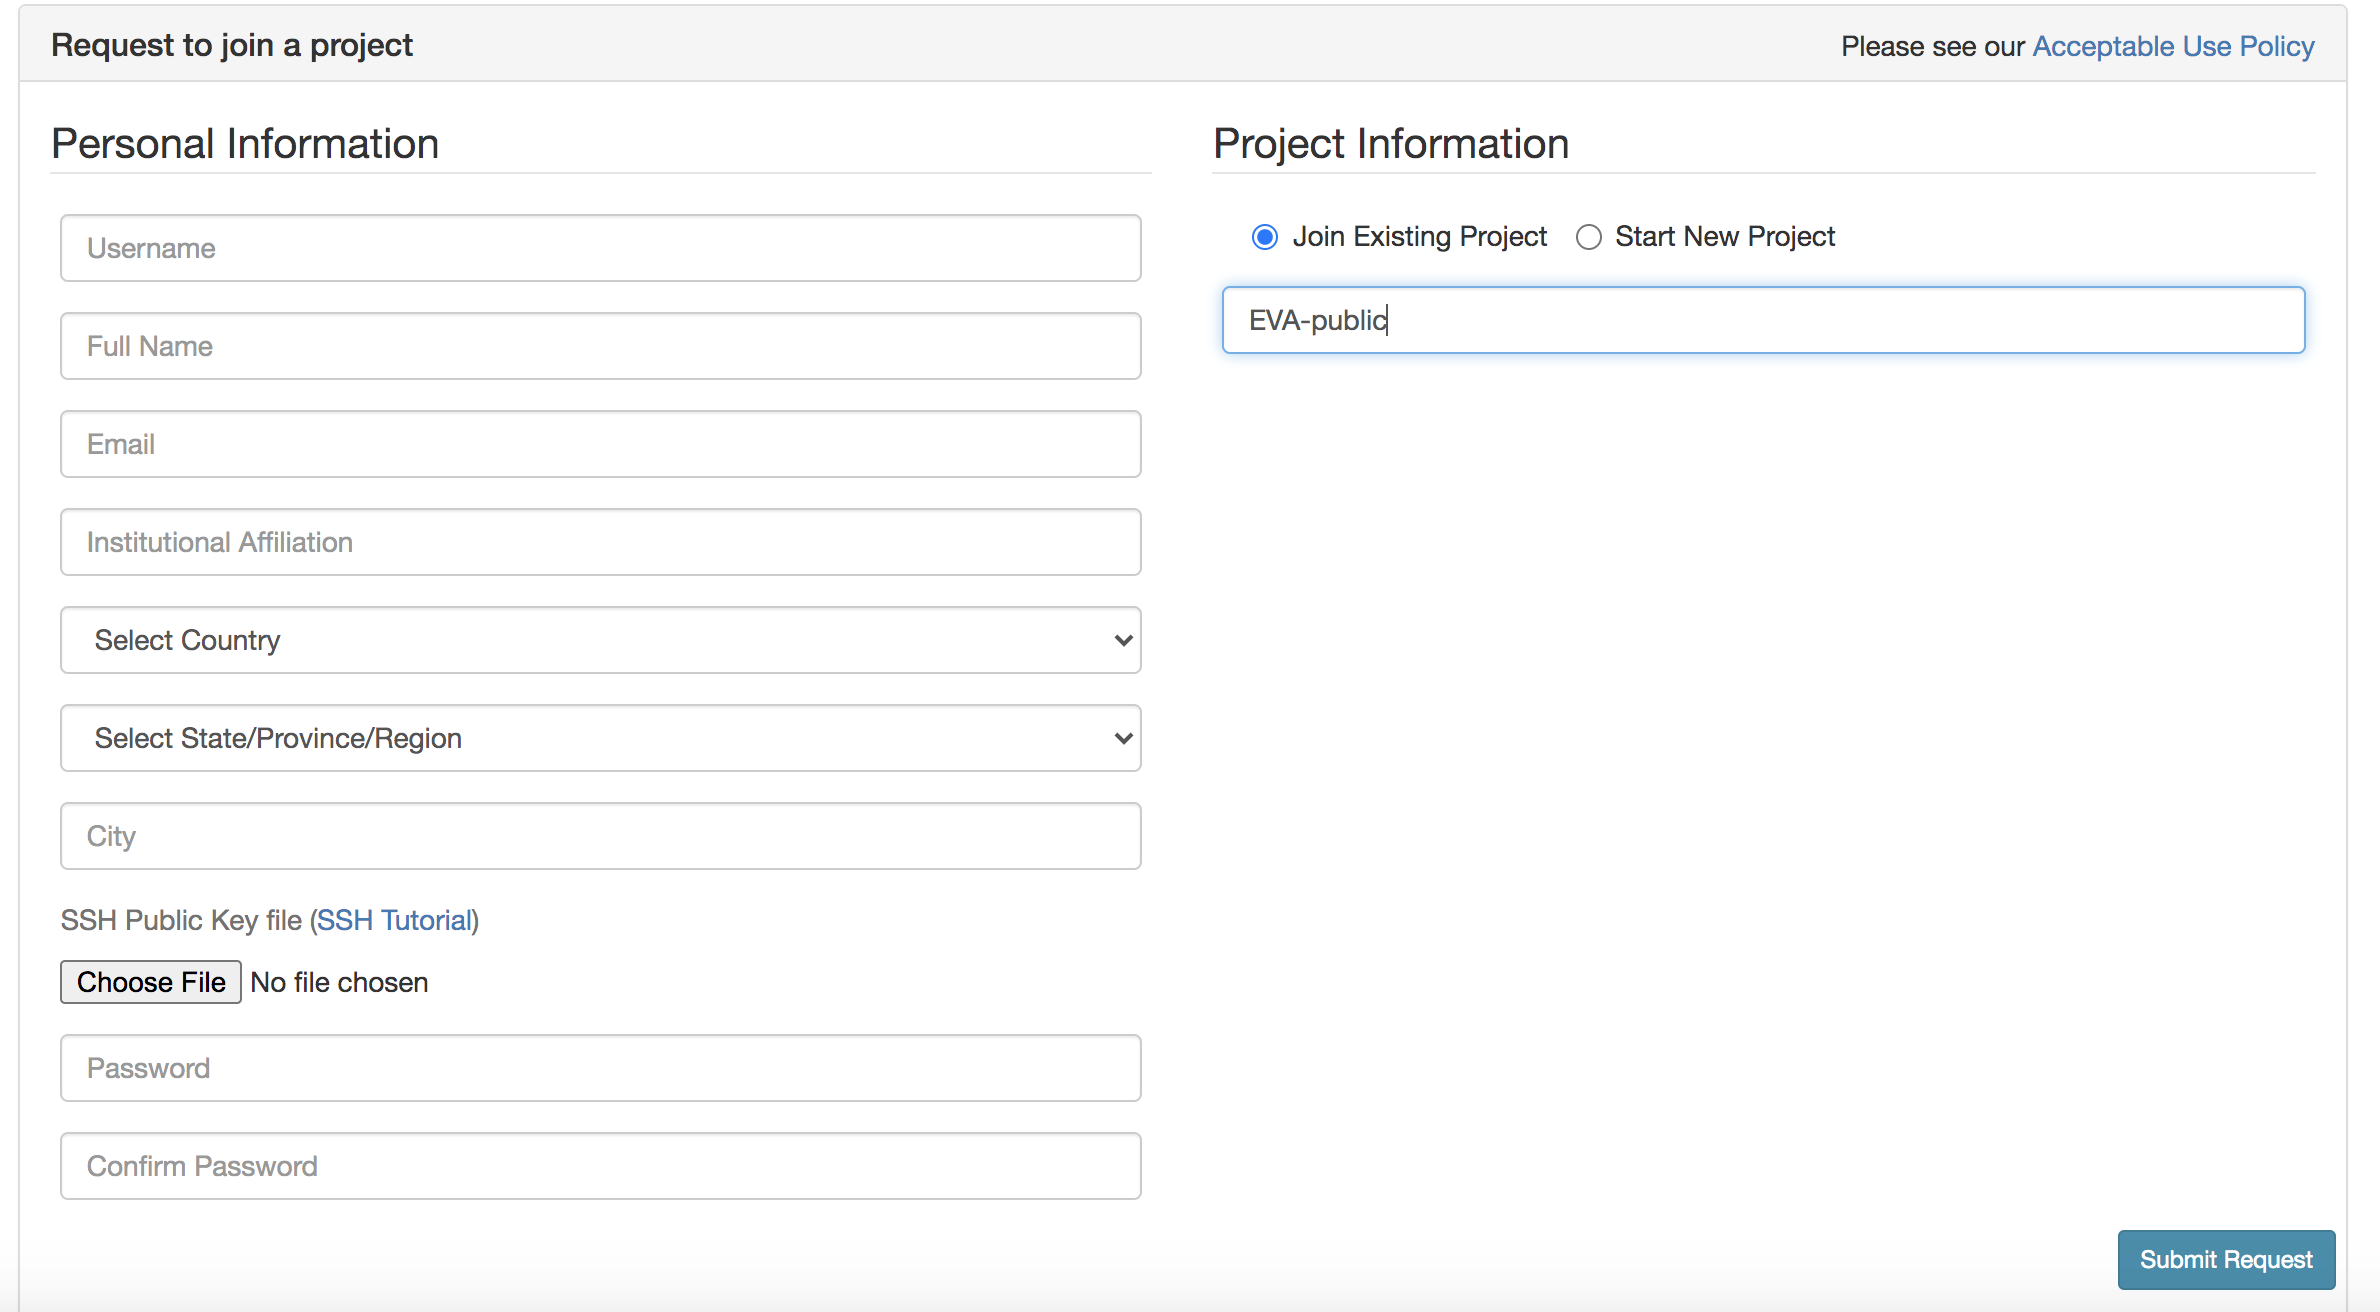 Request to join a project
Please see our Acceptable Use Policy
Personal Information
Username
Full Name
Email
Institutional Affiliation
Select Country
Select State/Province/Region
City
SSH Public Key file (SSH Tutorial)
Choose File No file chosen
Password
Confirm Password
Project Information
Join Existing Project Start New Project
EVA-public
Submit Request